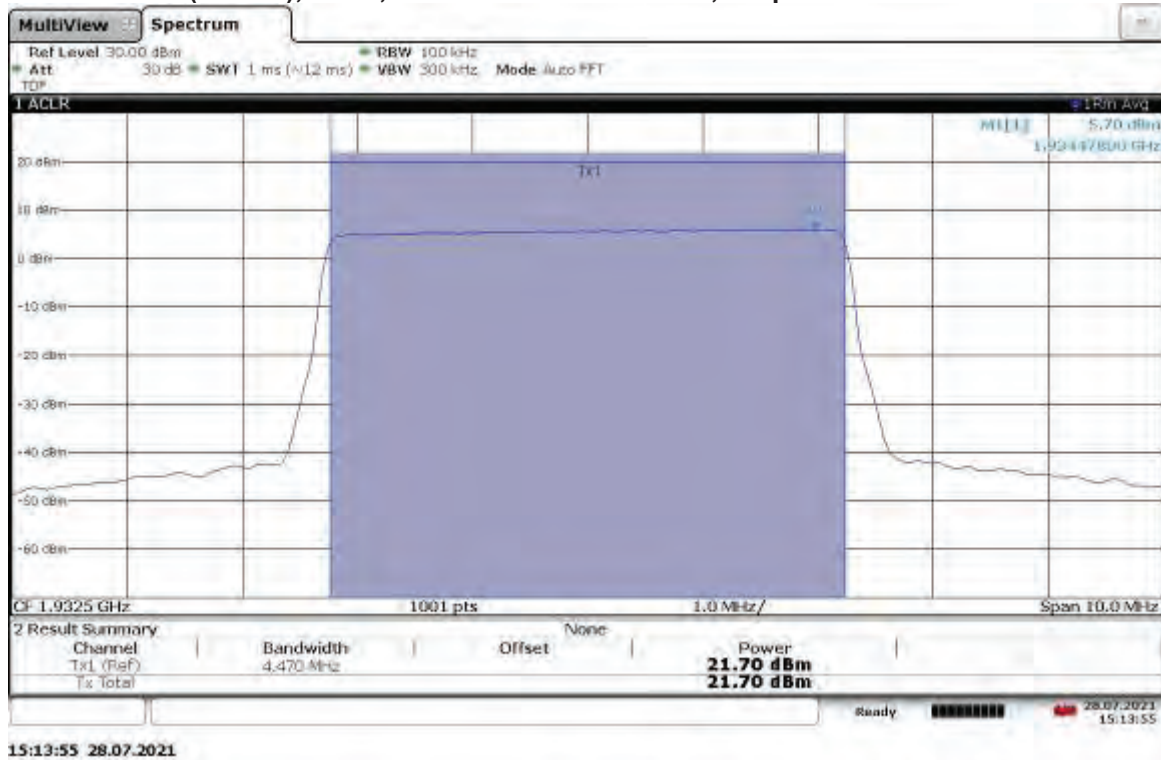 MultiView Spectrum
Ref Level 30.00 dBm RBW 100 kHz
Att 30 dB SWT 1 ms (~12 ms) VBW 300 kHz Mode Auto FFT
TDF
1 ACLR 1Rm Avg
M1[1] 5.70 dBm
1.93447800 GHz
20 dBm
Tx1
10 dBm
0 dBm
-10 dBm
-20 dBm
-30 dBm
-40 dBm
-50 dBm
-60 dBm
CF 1.9325 GHz 1001 pts 1.0 MHz/ Span 10.0 MHz
2 Result Summary None
Channel Bandwidth Offset Power
Tx1 (Ref) 4.470 MHz 21.70 dBm
Tx Total 21.70 dBm
Ready 28.07.2021
15:13:55
15:13:55 28.07.2021